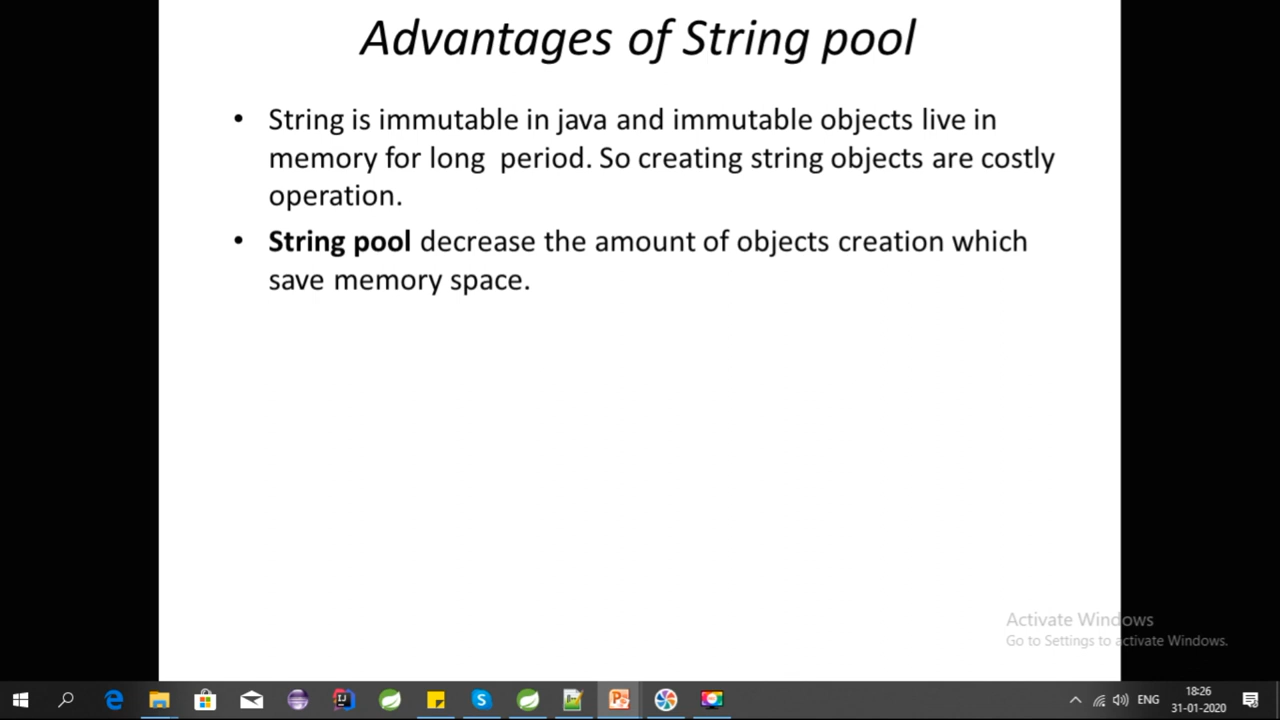 Advantages of String pool
• String is immutable in java and immutable objects live in
memory for long  period. So creating string objects are costly
operation.
• String pool decrease the amount of objects creation which
save memory space.
Activate Windows
Go to Settings to activate Windows.
ENG
18:26
31-01-2020